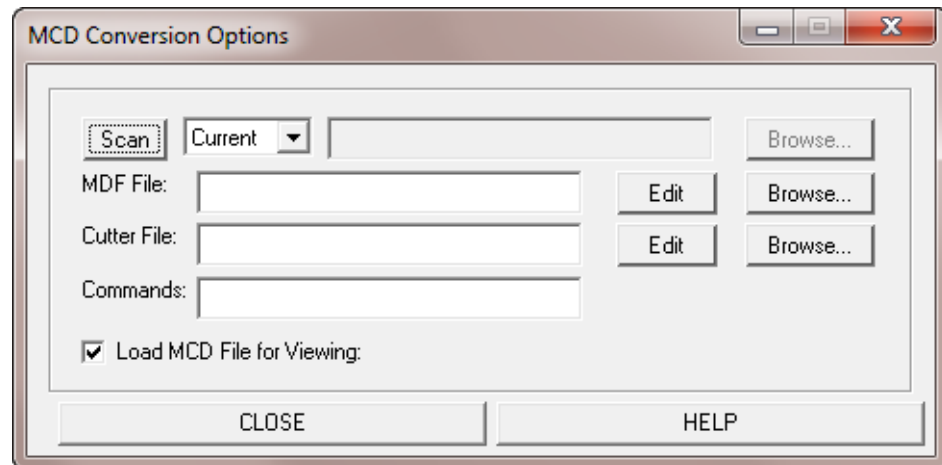 MCD Conversion Options
Scan Current Browse...
MDF File: Edit Browse...
Cutter File: Edit Browse...
Commands:
Load MCD File for Viewing:
CLOSE HELP